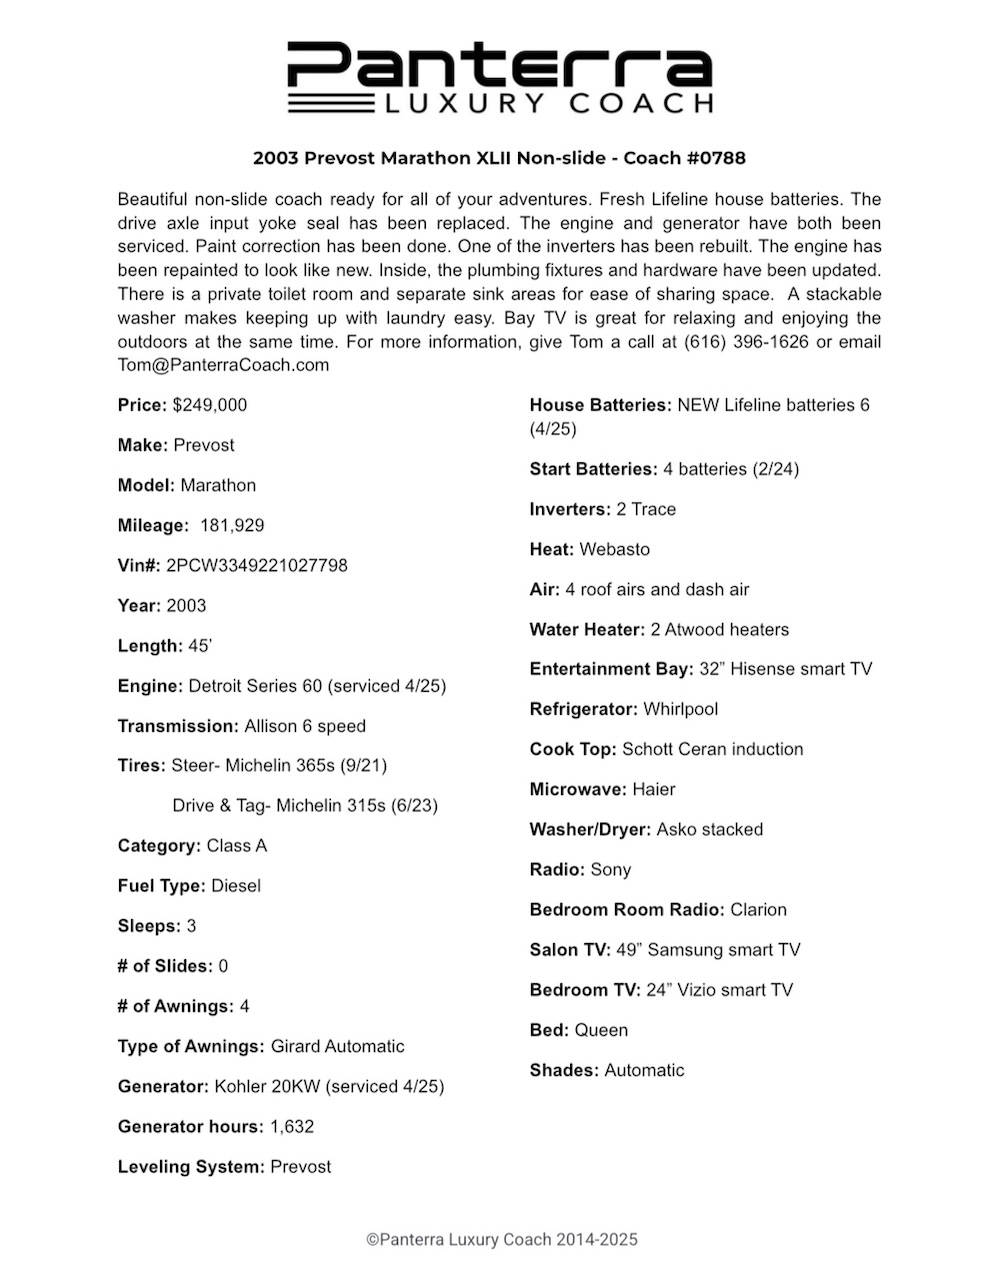 Panterra
LUXURY COACH
2003 Prevost Marathon XLII Non-slide - Coach #0788
Beautiful non-slide coach ready for all of your adventures. Fresh Lifeline house batteries. The
drive axle input yoke seal has been replaced. The engine and generator have both been
serviced. Paint correction has been done. One of the inverters has been rebuilt. The engine has
been repainted to look like new. Inside, the plumbing fixtures and hardware have been updated.
There is a private toilet room and separate sink areas for ease of sharing space.  A stackable
washer makes keeping up with laundry easy. Bay TV is great for relaxing and enjoying the
outdoors at the same time. For more information, give Tom a call at (616) 396-1626 or email
Tom@PanterraCoach.com
Price: $249,000
Make: Prevost
Model: Marathon
Mileage:  181,929
Vin#: 2PCW3349221027798
Year: 2003
Length: 45’
Engine: Detroit Series 60 (serviced 4/25)
Transmission: Allison 6 speed
Tires: Steer- Michelin 365s (9/21)
Drive & Tag- Michelin 315s (6/23)
Category: Class A
Fuel Type: Diesel
Sleeps: 3
# of Slides: 0
# of Awnings: 4
Type of Awnings: Girard Automatic
Generator: Kohler 20KW (serviced 4/25)
Generator hours: 1,632
Leveling System: Prevost
House Batteries: NEW Lifeline batteries 6
(4/25)
Start Batteries: 4 batteries (2/24)
Inverters: 2 Trace
Heat: Webasto
Air: 4 roof airs and dash air
Water Heater: 2 Atwood heaters
Entertainment Bay: 32” Hisense smart TV
Refrigerator: Whirlpool
Cook Top: Schott Ceran induction
Microwave: Haier
Washer/Dryer: Asko stacked
Radio: Sony
Bedroom Room Radio: Clarion
Salon TV: 49” Samsung smart TV
Bedroom TV: 24” Vizio smart TV
Bed: Queen
Shades: Automatic
©Panterra Luxury Coach 2014-2025